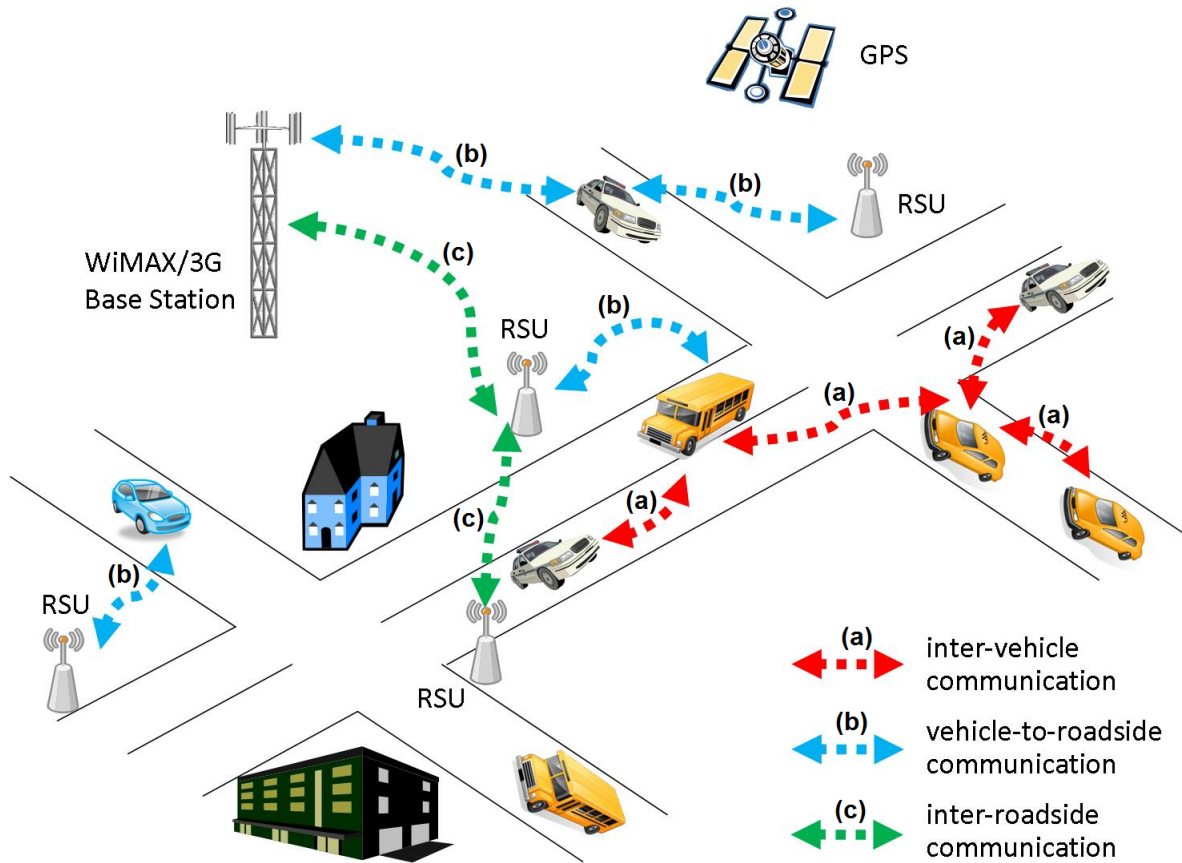 GPS
(b)
(b)
RSU
WiMAX/3G
Base Station
(c)
RSU
(b)
(a)
(a)
(a)
(a)
(c)
(b)
RSU
RSU
(a)
inter-vehicle
communication
(b)
vehicle-to-roadside
communication
(c)
inter-roadside
communication